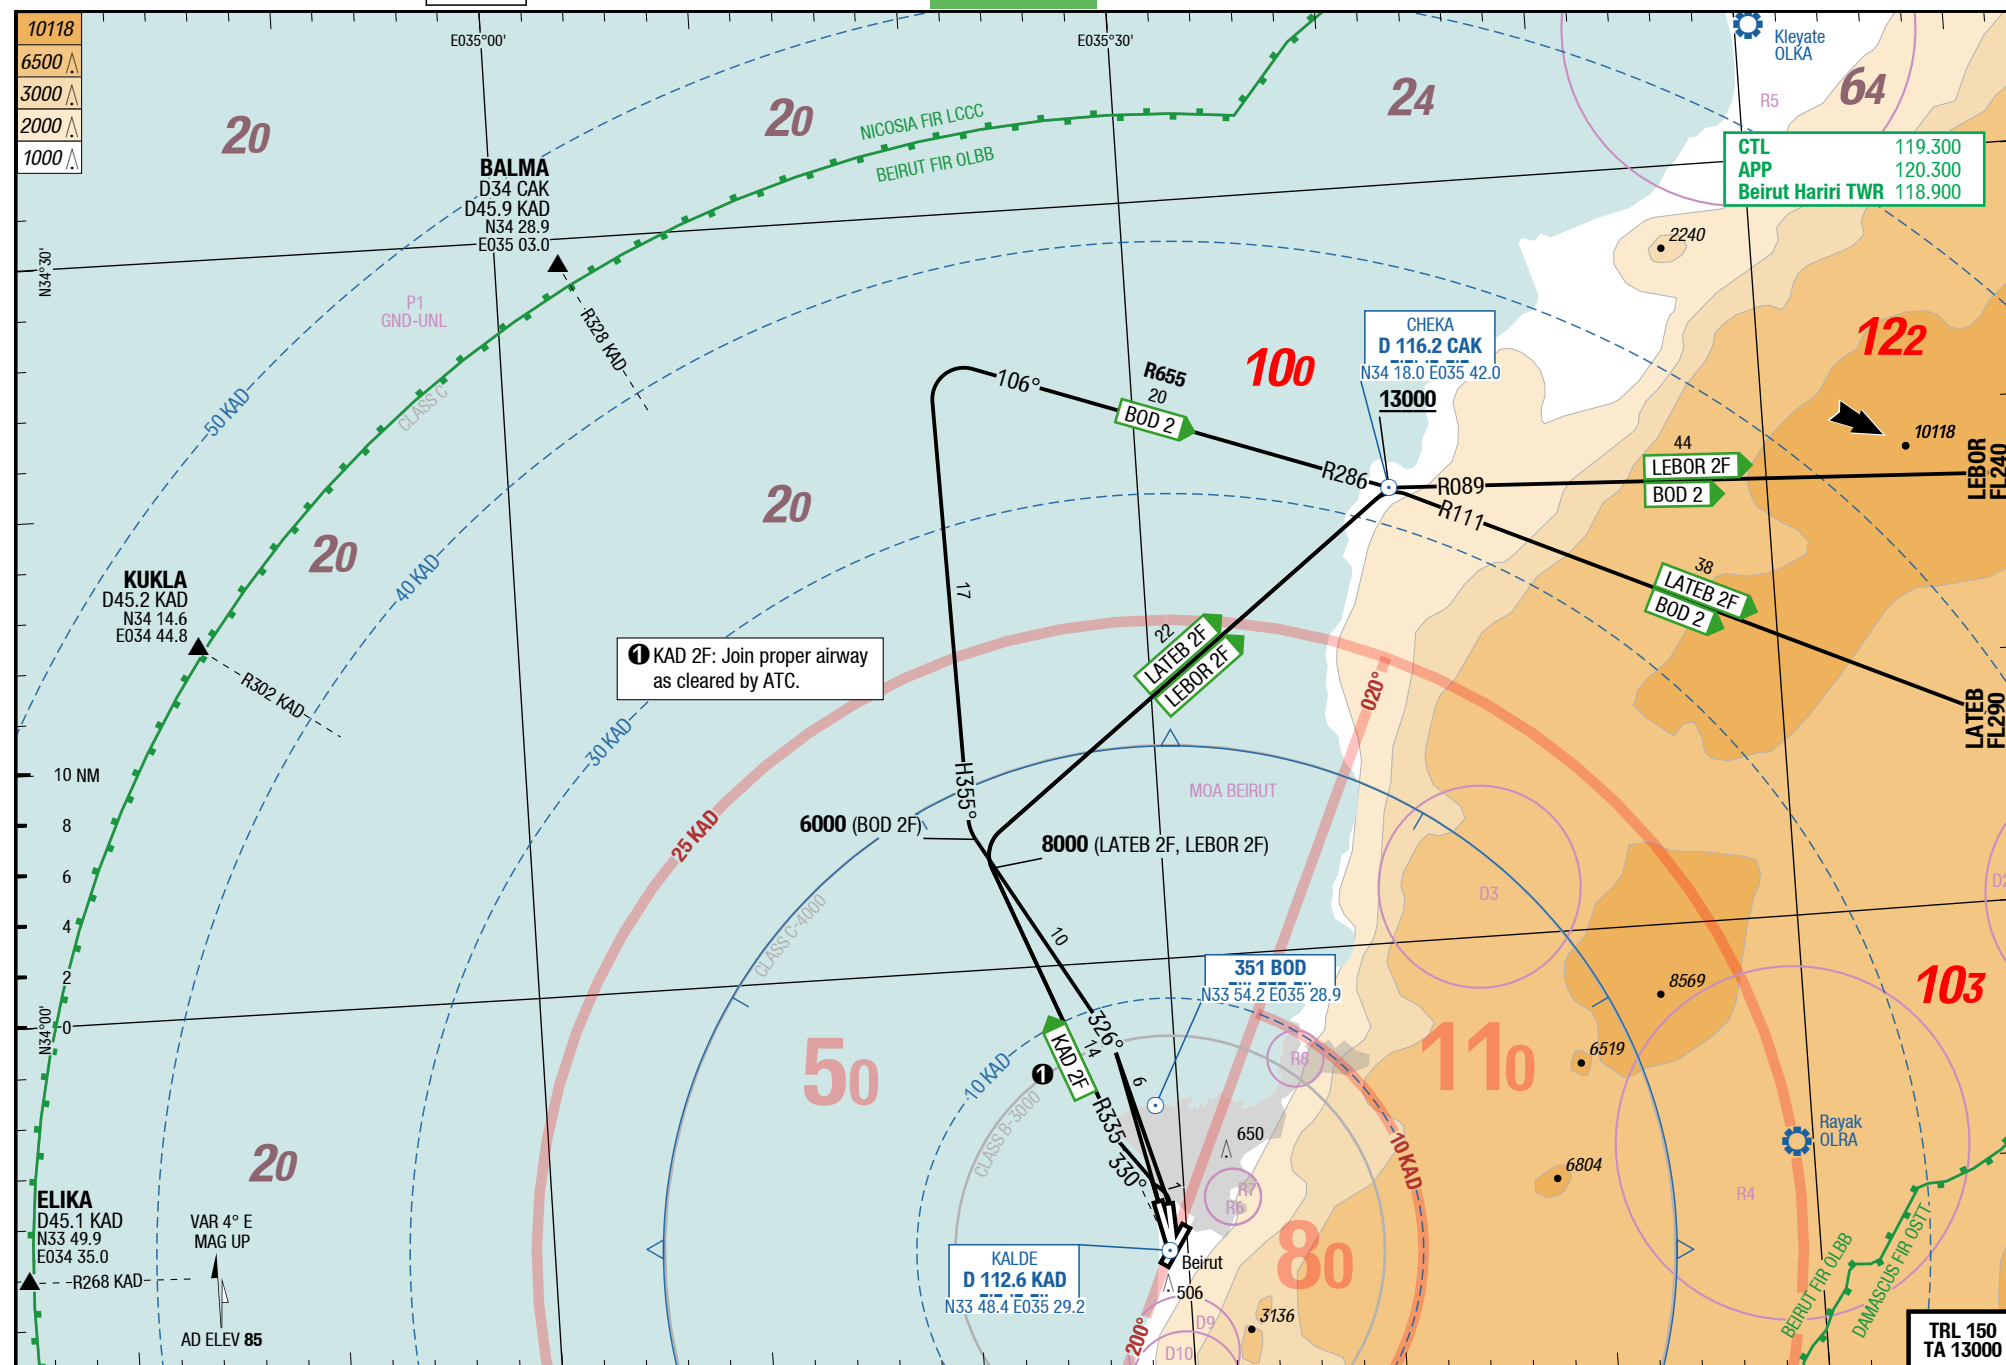 10118
6500
3000
2000
1000
E035°00'
E035°30'
Kleyate
OLKA
R5
20
20
24
64
NICOSIA FIR LCCC
BEIRUT FIR OLBB
CTL 119.300
APP 120.300
Beirut Hariri TWR 118.900
BALMA
D34 CAK
D45.9 KAD
N34 28.9
E035 03.0
N34°30'
2240
P1
GND-UNL
R328 KAD
CHEKA
D 116.2 CAK
N34 18.0 E035 42.0
13000
100
122
R655
20
BOD 2
106°
50 KAD
CLASS C
10118
44
LEBOR 2F
BOD 2
LEBOR
FL240
R286
R089
R111
20
20
40 KAD
KUKLA
D45.2 KAD
N34 14.6
E034 44.8
17
38
LATEB 2F
BOD 2
22
LATEB 2F
LEBOR 2F
1 KAD 2F: Join proper airway
as cleared by ATC.
R302 KAD
020°
LATEB
FL290
30 KAD
10 NM
8
6
4
2
0
H355°
MOA BEIRUT
25 KAD
6000 (BOD 2F)
8000 (LATEB 2F, LEBOR 2F)
D3
D2
CLASS C-4000
10
351 BOD
N33 54.2 E035 28.9
8569
103
N34°00'
326°
14
KAD 2F
1
6
R8
6519
50
110
10 KAD
CLASS B-3000
R335
330°
1
650
R7
R6
10 KAD
6804
Rayak
OLRA
R4
20
ELIKA
D45.1 KAD
N33 49.9
E034 35.0
R268 KAD
VAR 4° E
MAG UP
AD ELEV 85
KALDE
D 112.6 KAD
N33 48.4 E035 29.2
Beirut
506
80
3136
D9
D10
200°
BEIRUT FIR OLBB
DAMASCUS FIR OSTT
TRL 150
TA 13000